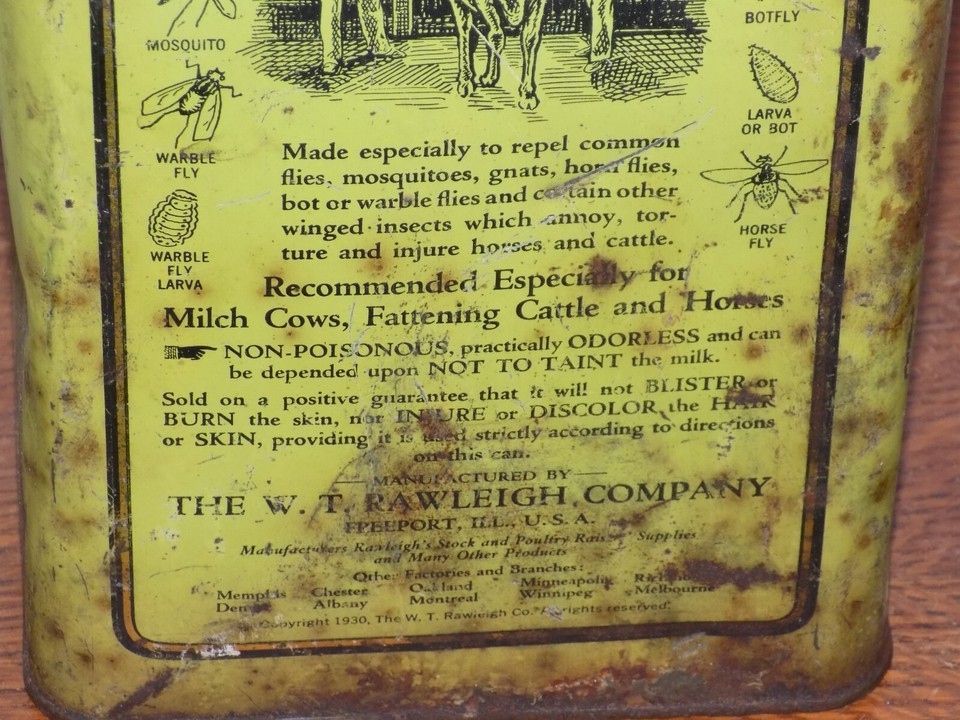 MOSQUITO
BOTFLY
WARBLE
FLY
LARVA
OR BOT
WARBLE
FLY
LARVA
HORSE
FLY
Made especially to repel common
flies, mosquitoes, gnats, horn flies,
bot or warble flies and certain other
winged insects which annoy, tor-
ture and injure horses and cattle.
Recommended Especially for
Milch Cows, Fattening Cattle and Horses
NON-POISONOUS, practically ODORLESS and can
be depended upon NOT TO TAINT the milk.
Sold on a positive guarantee that it will not BLISTER or
BURN the skin, nor INJURE or DISCOLOR the HAIR
or SKIN, providing it is used strictly according to directions
on this can.
MANUFACTURED BY
THE W. T. RAWLEIGH COMPANY
FREEPORT, ILL., U.S.A.
Manufacturers Rawleigh's Stock and Poultry Raisers Supplies
and Many Other Products
Other Factories and Branches:
Memphis Chester Oakland Minneapolis Richmond
Denver Albany Montreal Winnipeg Melbourne
Copyright 1930, The W. T. Rawleigh Co. All rights reserved.